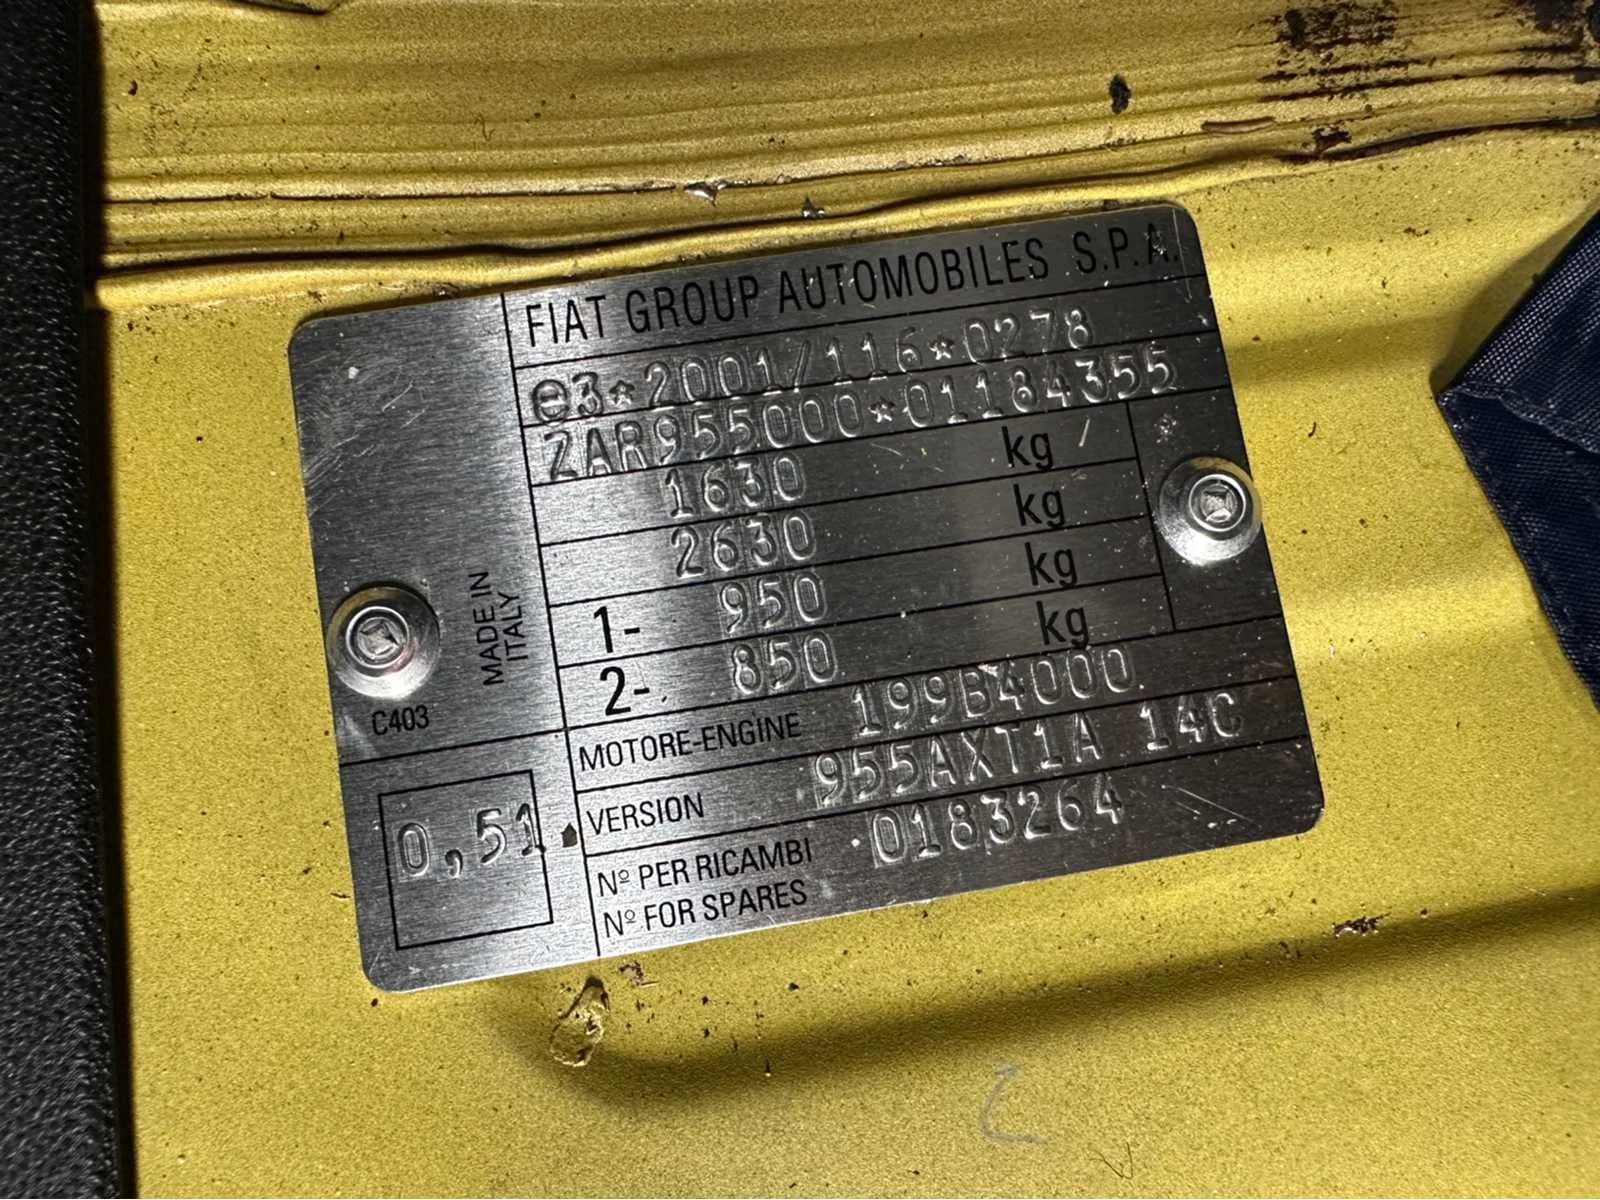 FIAT GROUP AUTOMOBILES S.P.A.
e3*2001/116*0278
ZAR955000*01184355
1630 kg
2630 kg
1- 950 kg
2- 850 kg
MADE IN
ITALY
C403
MOTORE-ENGINE 199B4000
VERSION 955AXT1A 14C
0,51
Nº PER RICAMBI 0183264
Nº FOR SPARES